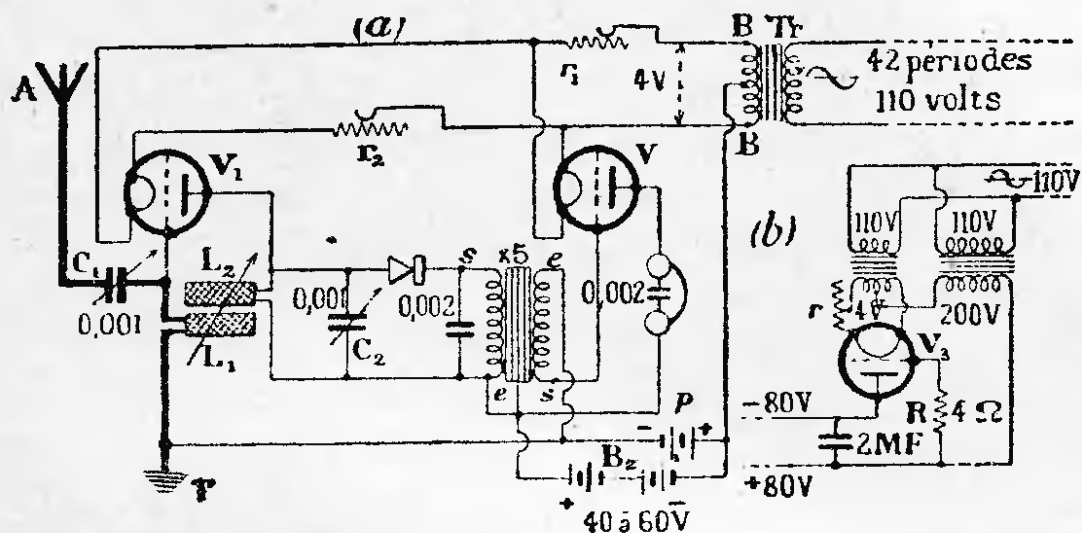 (a)
A
C₁
0,001
L₂
L₁
T
V₁
r₂
r₁
4V
B
B
Tr
42 periodes
110 volts
V
0,001
C₂
0,002
s
x5
e
e
s
0,002
P
- +
B₂
+ -
40 à 60V
(b)
110V
110V
110V
r
4V
200V
V₃
-80V
R
4 Ω
2MF
+80V